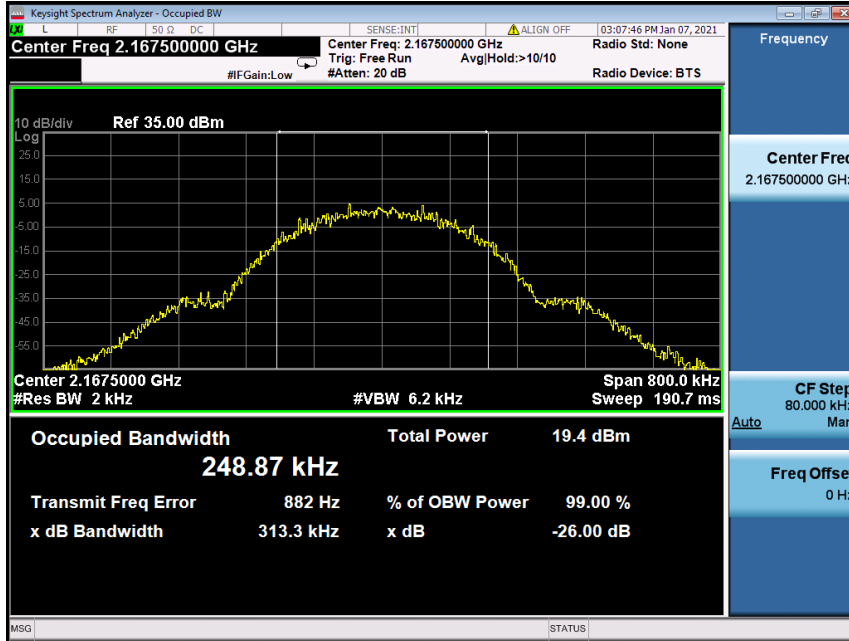 Keysight Spectrum Analyzer - Occupied BW
LXI L RF 50 Ω DC SENSE:INT ALIGN OFF 03:07:46 PM Jan 07, 2021
Center Freq 2.167500000 GHz
Center Freq: 2.167500000 GHz
Radio Std: None
Trig: Free Run Avg|Hold:>10/10
#IFGain:Low #Atten: 20 dB Radio Device: BTS
10 dB/div Ref 35.00 dBm
Log
25.0
15.0
5.00
-5.00
-15.0
-25.0
-35.0
-45.0
-55.0
Center 2.1675000 GHz Span 800.0 kHz
#Res BW 2 kHz #VBW 6.2 kHz Sweep 190.7 ms
Occupied Bandwidth Total Power 19.4 dBm
248.87 kHz
Transmit Freq Error 882 Hz % of OBW Power 99.00 %
x dB Bandwidth 313.3 kHz x dB -26.00 dB
MSG STATUS
Frequency
Center Freq
2.167500000 GHz
CF Step
80.000 kHz
Auto Man
Freq Offse
0 Hz